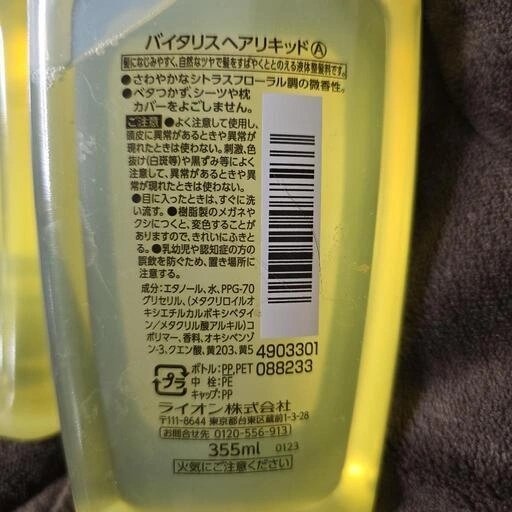 バイタリスヘアリキッドⒶ
髪になじみやすく、自然なツヤで髪をすばやくととのえる液体整髪料です。
●さわやかなシトラスフローラル調の微香性。
●ベタつかず、シーツや枕
カバーをよごしません。
ご注意 ●よく注意して使用し、
頭皮に異常があるときや異常が
現れたときは使わない。刺激、色
抜け(白斑等)や黒ずみ等によく
注意して、異常があるときや異
常が現れたときは使わない。
●目に入ったときは、すぐに洗
い流す。●樹脂製のメガネや
クシにつくと、変色することが
ありますので、きれいにふきと
る。●乳幼児や認知症の方の
誤飲を防ぐため、置き場所に
注意する。
成分:エタノール、水、PPG-70
グリセリル、(メタクリロイルオ
キシエチルカルボキシベタイ
ン/メタクリル酸アルキル)コ
ポリマー、香料、オキシベンゾ
ン-3、クエン酸、黄203、黄5
4903301
088233
プラ
ボトル:PP,PET
中 栓:PE
キャップ:PP
ライオン株式会社
〒111-8644 東京都台東区蔵前1-3-28
お問合せ先 0120-556-913
355ml 0123
火気にご注意ください